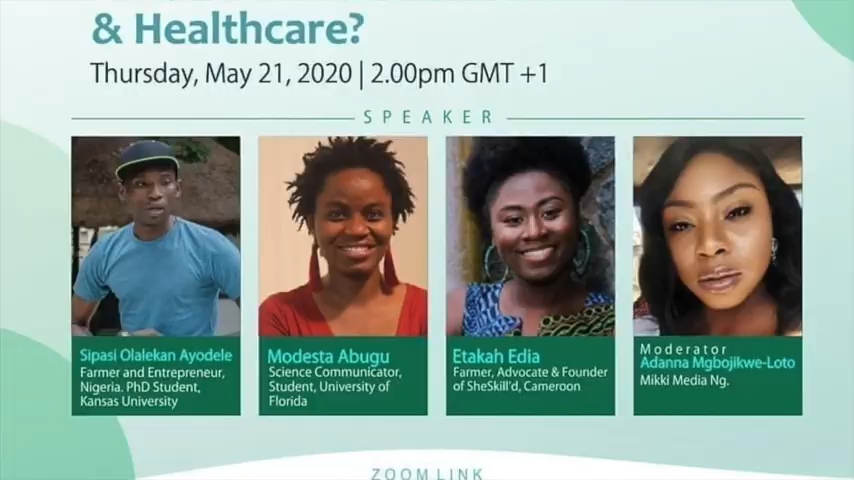 & Healthcare?
Thursday, May 21, 2020 | 2.00pm GMT +1
SPEAKER
Sipasi Olalekan Ayodele
Farmer and Entrepreneur,
Nigeria. PhD Student,
Kansas University
Modesta Abugu
Science Communicator,
Student, University of
Florida
Etakah Edia
Farmer, Advocate & Founder
of SheSkill'd, Cameroon
Moderator
Adanna Mgbojikwe-Loto
Mikki Media Ng.
ZOOM LINK